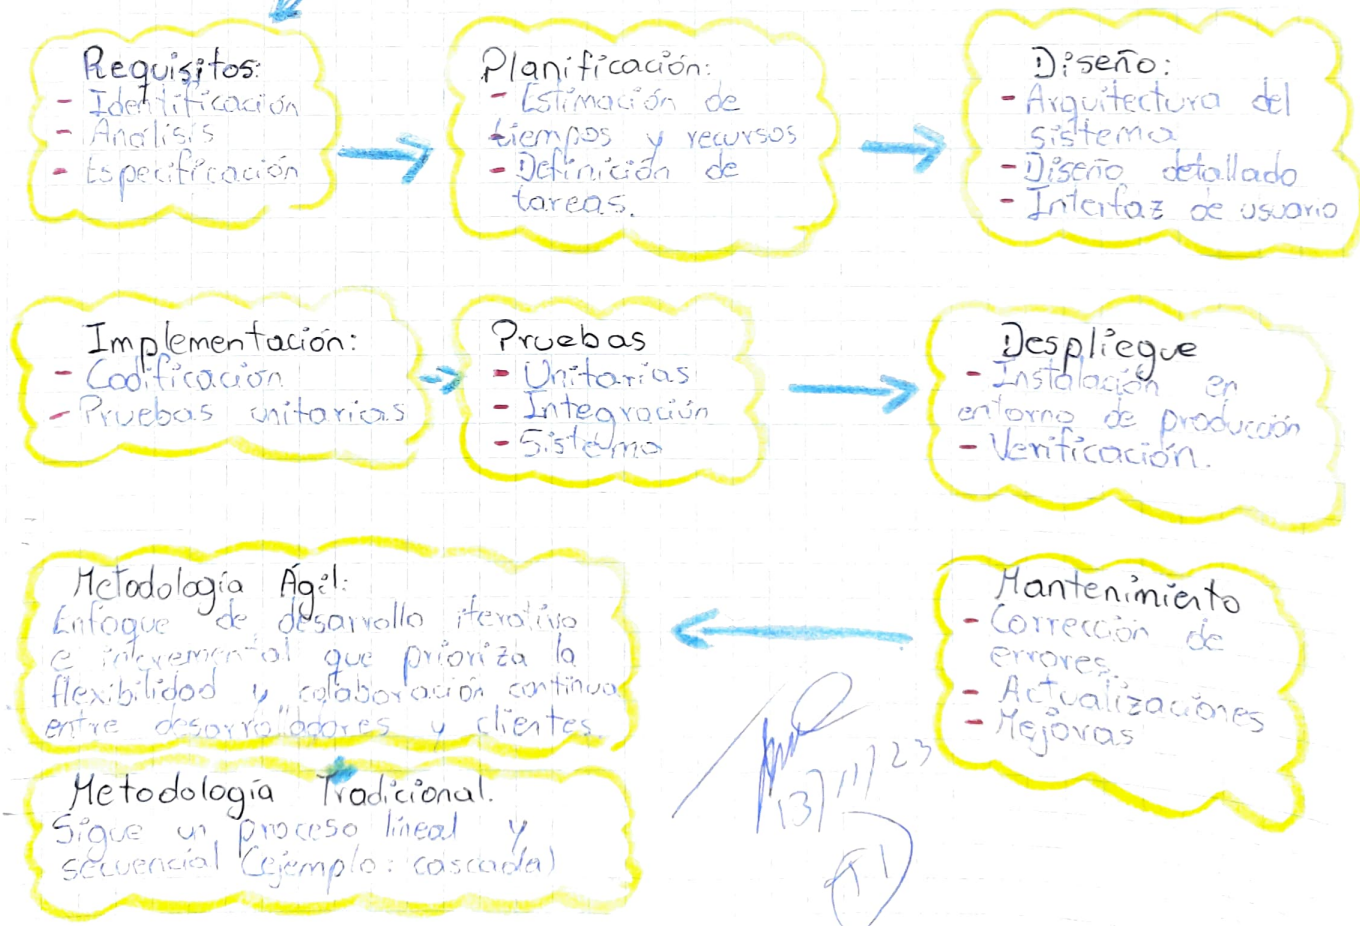 Requisitos:
- Identificación
- Análisis
- Especificación
Planificación:
- Estimación de
tiempos y recursos
- Definición de
tareas.
Diseño:
- Arquitectura del
sistema
- Diseño detallado
- Interfaz de usuario
Implementación:
- Codificación
- Pruebas unitarias
Pruebas
- Unitarias
- Integración
- Sistema
Despliegue
- Instalación en
entorno de producción
- Verificación.
Metodología Ágil:
Enfoque de desarrollo iterativo
e incremental que prioriza la
flexibilidad y colaboración continua
entre desarrolladores y clientes.
Mantenimiento
- Corrección de
errores.
- Actualizaciones
- Mejoras
Metodología Tradicional.
Sigue un proceso lineal y
secuencial (ejemplo: cascada)
13/11/23